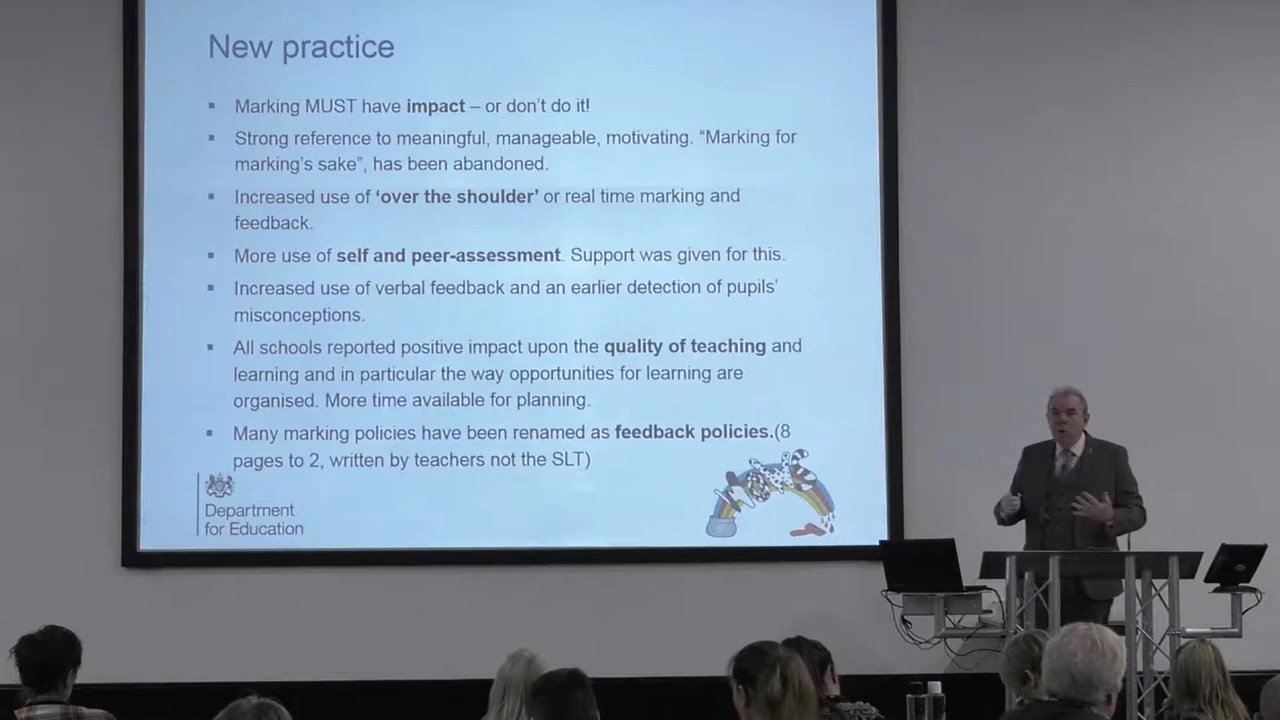 New practice
▪ Marking MUST have impact – or don't do it!
▪ Strong reference to meaningful, manageable, motivating. “Marking for
marking's sake”, has been abandoned.
▪ Increased use of ‘over the shoulder’ or real time marking and
feedback.
▪ More use of self and peer-assessment. Support was given for this.
▪ Increased use of verbal feedback and an earlier detection of pupils’
misconceptions.
▪ All schools reported positive impact upon the quality of teaching and
learning and in particular the way opportunities for learning are
organised. More time available for planning.
▪ Many marking policies have been renamed as feedback policies.(8
pages to 2, written by teachers not the SLT)
Department
for Education